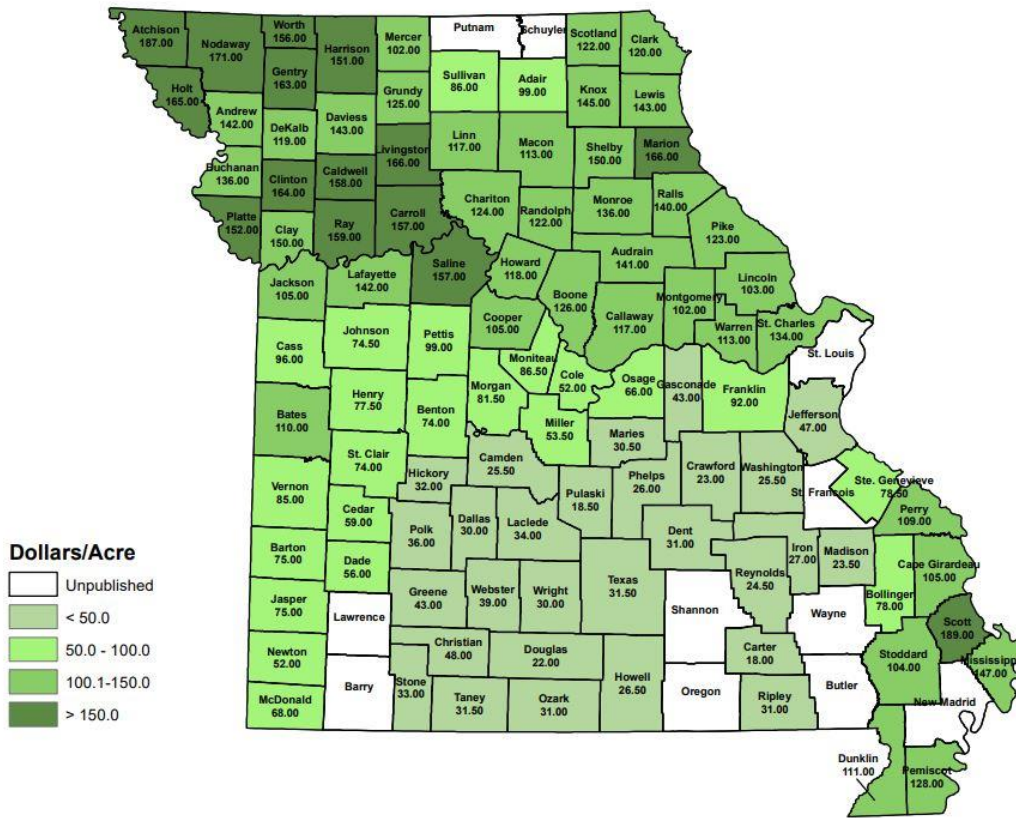 Atchison
187.00
Nodaway
171.00
Worth
156.00
Harrison
151.00
Mercer
102.00
Putnam
Schuyler
Scotland
122.00
Clark
120.00
Holt
165.00
Gentry
163.00
Andrew
142.00
DeKalb
119.00
Daviess
143.00
Grundy
125.00
Sullivan
86.00
Adair
99.00
Knox
145.00
Lewis
143.00
Buchanan
136.00
Clinton
164.00
Caldwell
158.00
Livingston
166.00
Linn
117.00
Macon
113.00
Shelby
150.00
Marion
166.00
Platte
152.00
Clay
150.00
Ray
159.00
Carroll
157.00
Chariton
124.00
Randolph
122.00
Monroe
136.00
Ralls
140.00
Pike
123.00
Jackson
105.00
Lafayette
142.00
Saline
157.00
Howard
118.00
Boone
126.00
Audrain
141.00
Callaway
117.00
Montgomery
102.00
Lincoln
103.00
Warren
113.00
St. Charles
134.00
St. Louis
Cass
96.00
Johnson
74.50
Pettis
99.00
Cooper
105.00
Moniteau
86.50
Cole
52.00
Osage
66.00
Gasconade
43.00
Franklin
92.00
Jefferson
47.00
Bates
110.00
Henry
77.50
Benton
74.00
Morgan
81.50
Miller
53.50
Maries
30.50
St. Clair
74.00
Hickory
32.00
Camden
25.50
Pulaski
18.50
Phelps
26.00
Crawford
23.00
Washington
25.50
St. Francois
Ste. Genevieve
78.50
Perry
109.00
Vernon
85.00
Cedar
59.00
Polk
36.00
Dallas
30.00
Laclede
34.00
Dent
31.00
Iron
27.00
Madison
23.50
Cape Girardeau
105.00
Barton
75.00
Dade
56.00
Greene
43.00
Webster
39.00
Wright
30.00
Texas
31.50
Reynolds
24.50
Bollinger
78.00
Jasper
75.00
Lawrence
Shannon
Wayne
Scott
189.00
Newton
52.00
Christian
48.00
Douglas
22.00
Howell
26.50
Carter
18.00
Stoddard
104.00
Mississippi
147.00
McDonald
68.00
Barry
Stone
33.00
Taney
31.50
Ozark
31.00
Oregon
Ripley
31.00
Butler
New Madrid
Dunklin
111.00
Pemiscot
128.00
Dollars/Acre
Unpublished
< 50.0
50.0 - 100.0
100.1-150.0
> 150.0